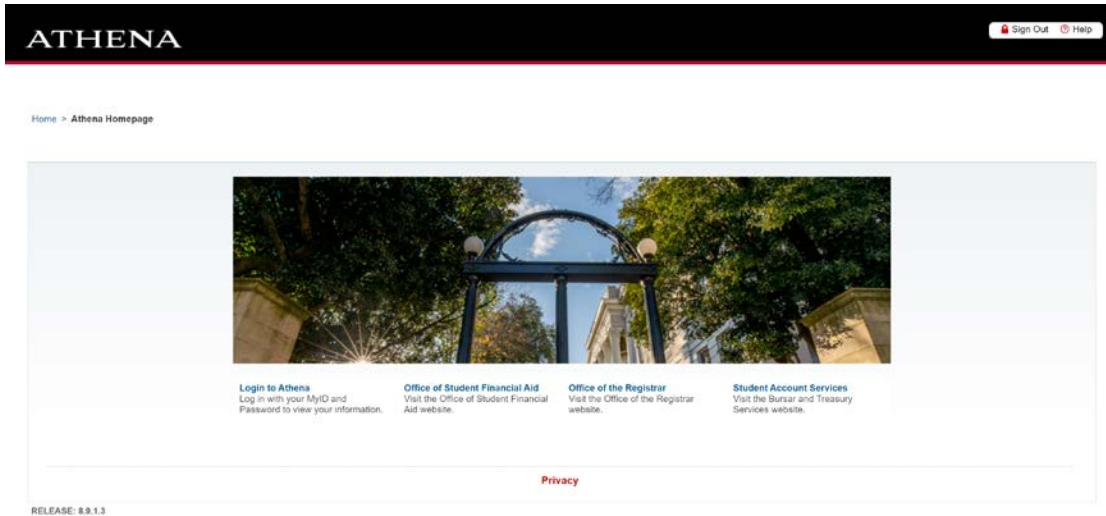 ATHENA
Sign Out Help
Home > Athena Homepage
Login to Athena
Log in with your MyID and
Password to view your information.
Office of Student Financial Aid
Visit the Office of Student Financial
Aid website.
Office of the Registrar
Visit the Office of the Registrar
website.
Student Account Services
Visit the Bursar and Treasury
Services website.
Privacy
RELEASE: 8.9.1.3